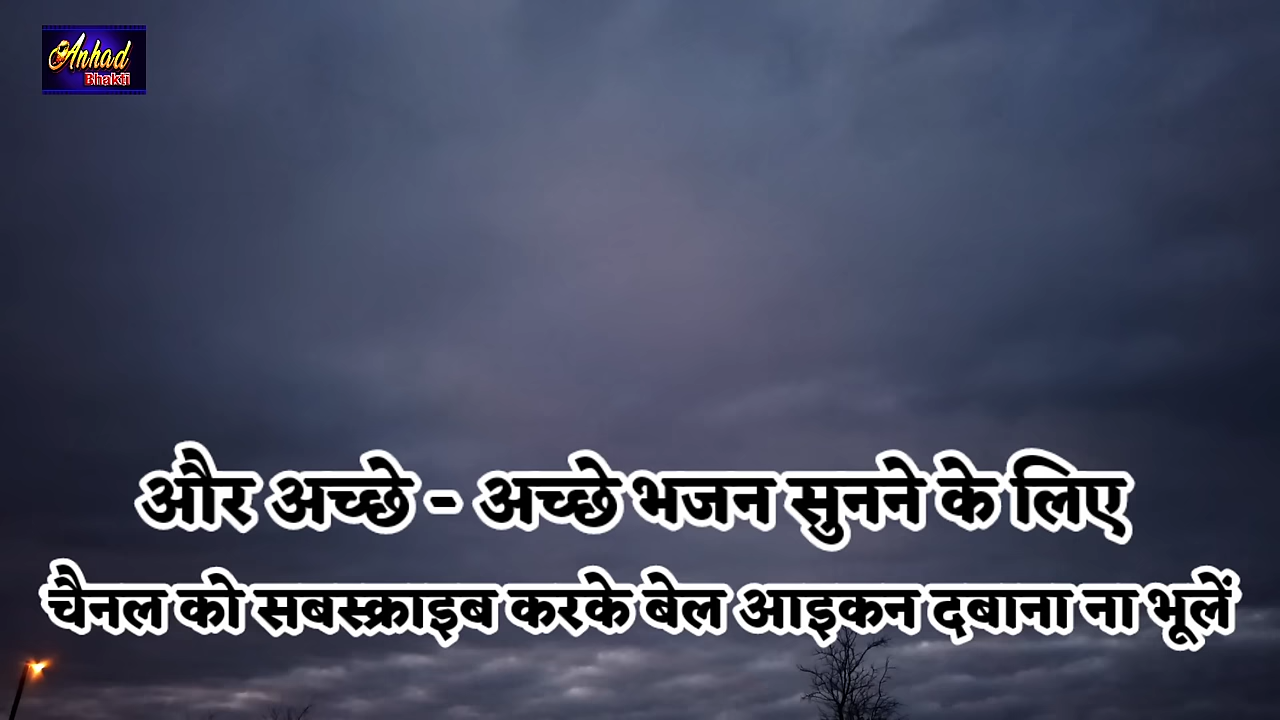 Anhad
Bhakti
और अच्छे - अच्छे भजन सुनने के लिए
चैनल को सबस्क्राइब करके बेल आइकन दबाना ना भूलें